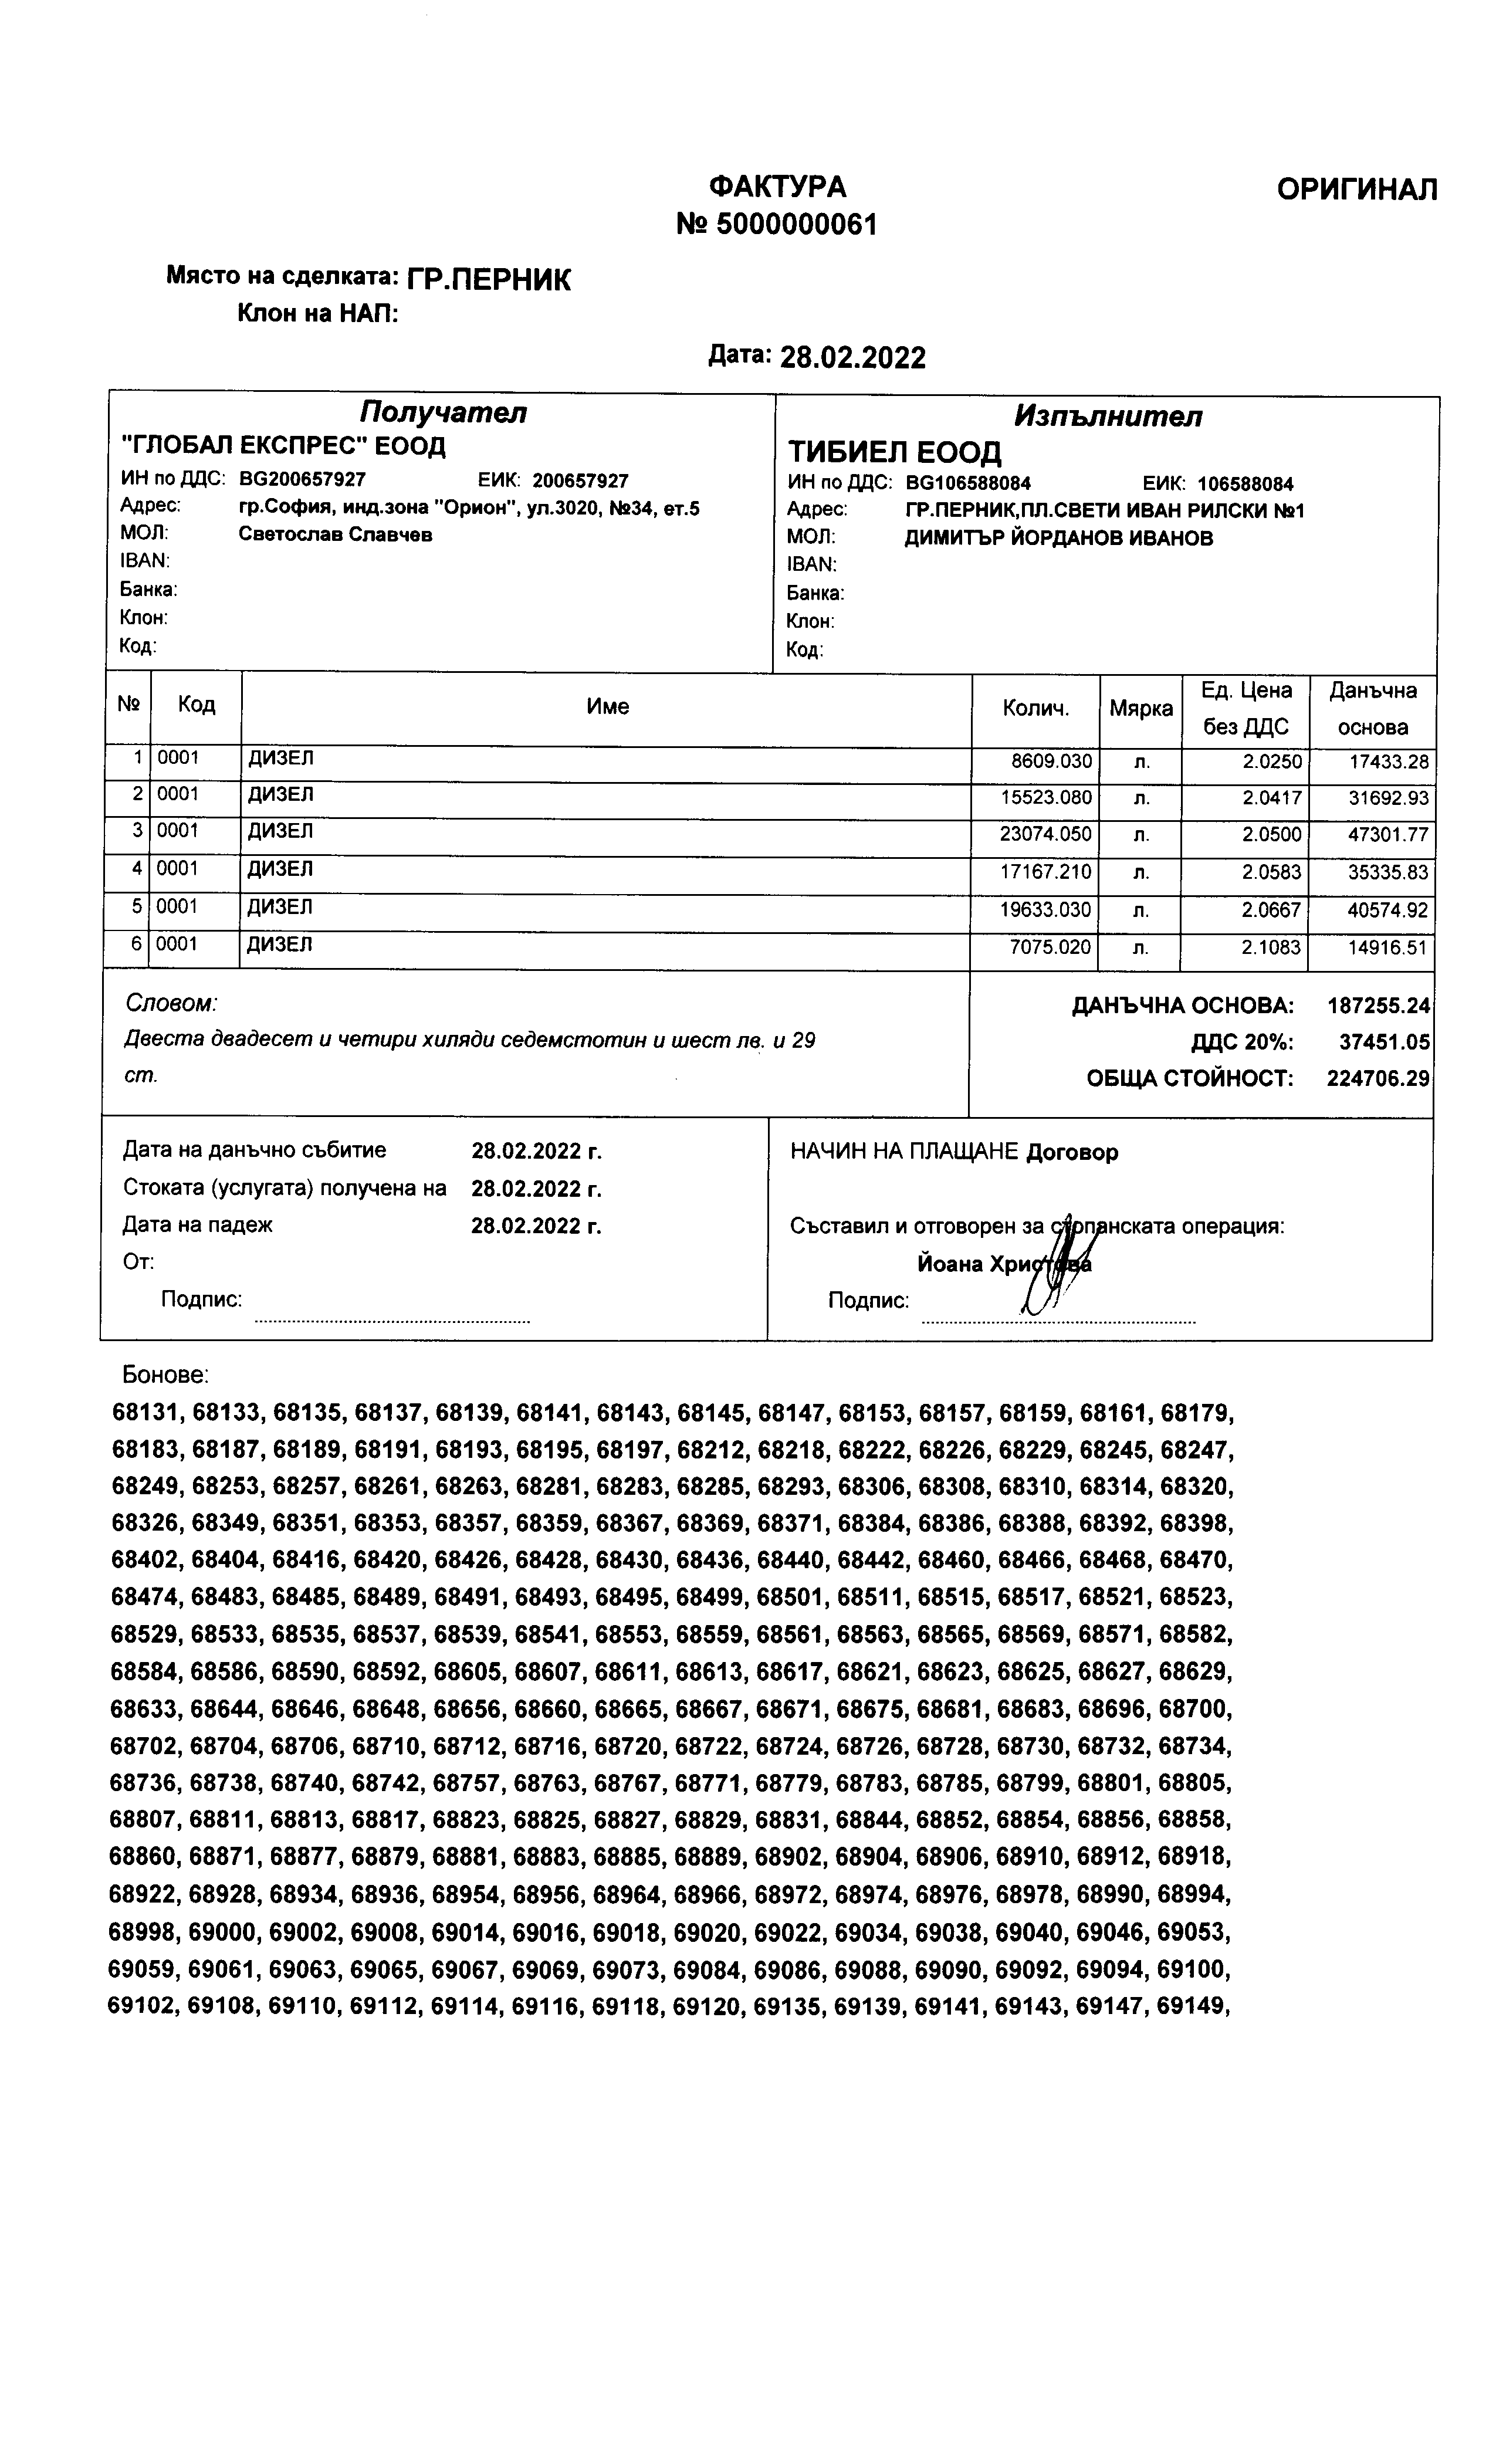 ФАКТУРА
ОРИГИНАЛ
№ 5000000061
Място на сделката: ГР.ПЕРНИК
Клон на НАП:
Дата: 28.02.2022
Получател
"ГЛОБАЛ ЕКСПРЕС" ЕООД
ИН по ДДС: BG200657927 ЕИК: 200657927
Адрес: гр.София, инд.зона "Орион", ул.3020, №34, ет.5
МОЛ: Светослав Славчев
IBAN:
Банка:
Клон:
Код:
Изпълнител
ТИБИЕЛ ЕООД
ИН по ДДС: BG106588084 ЕИК: 106588084
Адрес: ГР.ПЕРНИК,ПЛ.СВЕТИ ИВАН РИЛСКИ №1
МОЛ: ДИМИТЪР ЙОРДАНОВ ИВАНОВ
IBAN:
Банка:
Клон:
Код:
№ Код Име Колич. Мярка Ед. Цена без ДДС Данъчна основа
1 0001 ДИЗЕЛ 8609.030 л. 2.0250 17433.28
2 0001 ДИЗЕЛ 15523.080 л. 2.0417 31692.93
3 0001 ДИЗЕЛ 23074.050 л. 2.0500 47301.77
4 0001 ДИЗЕЛ 17167.210 л. 2.0583 35335.83
5 0001 ДИЗЕЛ 19633.030 л. 2.0667 40574.92
6 0001 ДИЗЕЛ 7075.020 л. 2.1083 14916.51
Словом:
Двеста двадесет и четири хиляди седемстотин и шест лв. и 29
ст.
ДАНЪЧНА ОСНОВА: 187255.24
ДДС 20%: 37451.05
ОБЩА СТОЙНОСТ: 224706.29
Дата на данъчно събитие 28.02.2022 г.
Стоката (услугата) получена на 28.02.2022 г.
Дата на падеж 28.02.2022 г.
От:
Подпис:
НАЧИН НА ПЛАЩАНЕ Договор
Съставил и отговорен за стопанската операция:
Йоана Христова
Подпис:
Бонове:
68131, 68133, 68135, 68137, 68139, 68141, 68143, 68145, 68147, 68153, 68157, 68159, 68161, 68179,
68183, 68187, 68189, 68191, 68193, 68195, 68197, 68212, 68218, 68222, 68226, 68229, 68245, 68247,
68249, 68253, 68257, 68261, 68263, 68281, 68283, 68285, 68293, 68306, 68308, 68310, 68314, 68320,
68326, 68349, 68351, 68353, 68357, 68359, 68367, 68369, 68371, 68384, 68386, 68388, 68392, 68398,
68402, 68404, 68416, 68420, 68426, 68428, 68430, 68436, 68440, 68442, 68460, 68466, 68468, 68470,
68474, 68483, 68485, 68489, 68491, 68493, 68495, 68499, 68501, 68511, 68515, 68517, 68521, 68523,
68529, 68533, 68535, 68537, 68539, 68541, 68553, 68559, 68561, 68563, 68565, 68569, 68571, 68582,
68584, 68586, 68590, 68592, 68605, 68607, 68611, 68613, 68617, 68621, 68623, 68625, 68627, 68629,
68633, 68644, 68646, 68648, 68656, 68660, 68665, 68667, 68671, 68675, 68681, 68683, 68696, 68700,
68702, 68704, 68706, 68710, 68712, 68716, 68720, 68722, 68724, 68726, 68728, 68730, 68732, 68734,
68736, 68738, 68740, 68742, 68757, 68763, 68767, 68771, 68779, 68783, 68785, 68799, 68801, 68805,
68807, 68811, 68813, 68817, 68823, 68825, 68827, 68829, 68831, 68844, 68852, 68854, 68856, 68858,
68860, 68871, 68877, 68879, 68881, 68883, 68885, 68889, 68902, 68904, 68906, 68910, 68912, 68918,
68922, 68928, 68934, 68936, 68954, 68956, 68964, 68966, 68972, 68974, 68976, 68978, 68990, 68994,
68998, 69000, 69002, 69008, 69014, 69016, 69018, 69020, 69022, 69034, 69038, 69040, 69046, 69053,
69059, 69061, 69063, 69065, 69067, 69069, 69073, 69084, 69086, 69088, 69090, 69092, 69094, 69100,
69102, 69108, 69110, 69112, 69114, 69116, 69118, 69120, 69135, 69139, 69141, 69143, 69147, 69149,